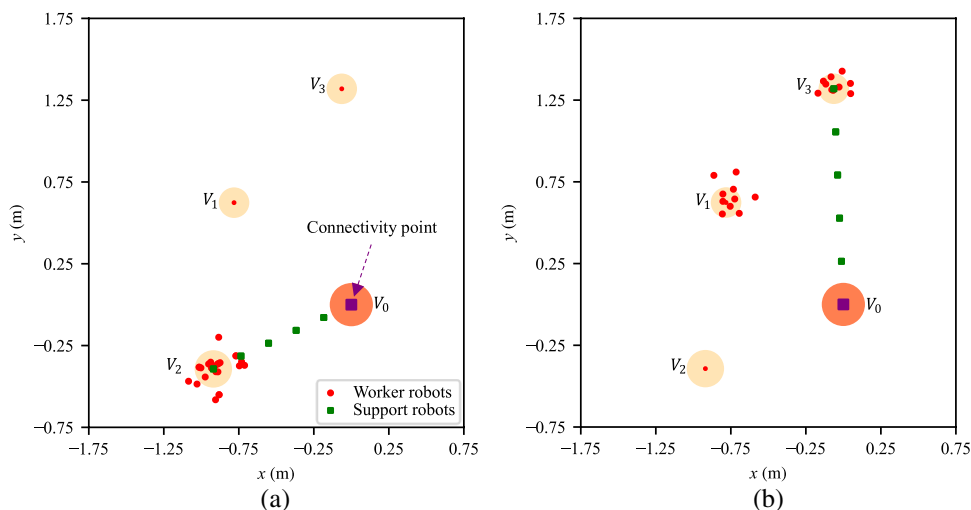 1.75
1.25
0.75
0.25
−0.25
−0.75
y (m)
V3
V1
Connectivity point
V0
V2
Worker robots
Support robots
−1.75 −1.25 −0.75 −0.25 0.25 0.75
x (m)
(a)
1.75
1.25
0.75
0.25
−0.25
−0.75
y (m)
V3
V1
V0
V2
−1.75 −1.25 −0.75 −0.25 0.25 0.75
x (m)
(b)